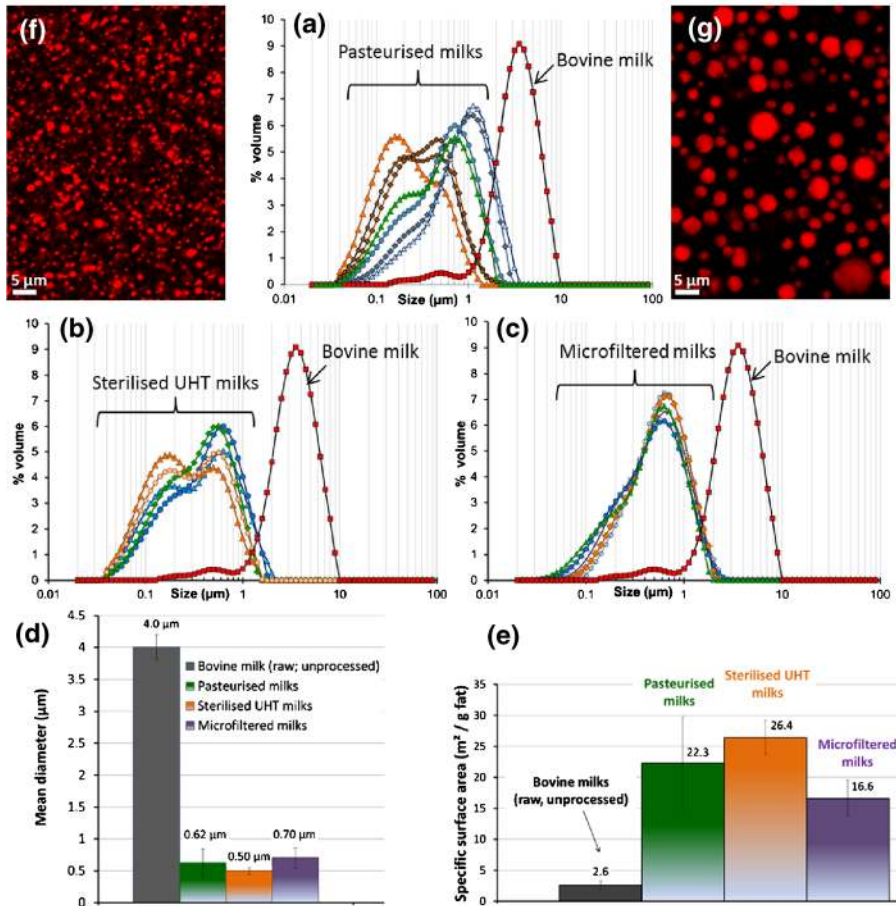 (f)
5 µm
(a)
Pasteurised milks
Bovine milk
% volume
10
9
8
7
6
5
4
3
2
1
0
0.01 0.1 1 10 100
Size (µm)
(g)
5 µm
(b)
Sterilised UHT milks
Bovine milk
% volume
10
9
8
7
6
5
4
3
2
1
0
0.01 0.1 1 10 100
Size (µm)
(c)
Microfiltered milks
Bovine milk
% volume
10
9
8
7
6
5
4
3
2
1
0
0.01 0.1 1 10 100
Size (µm)
(d)
Mean diameter (µm)
4.5
4
3.5
3
2.5
2
1.5
1
0.5
0
4.0 µm
Bovine milk (raw; unprocessed)
Pasteurised milks
Sterilised UHT milks
Microfiltered milks
0.62 µm
0.50 µm
0.70 µm
(e)
Specific surface area (m² / g fat)
35
30
25
20
15
10
5
0
Bovine milks
(raw, unprocessed)
2.6
Pasteurised
milks
22.3
Sterilised UHT
milks
26.4
Microfiltered
milks
16.6